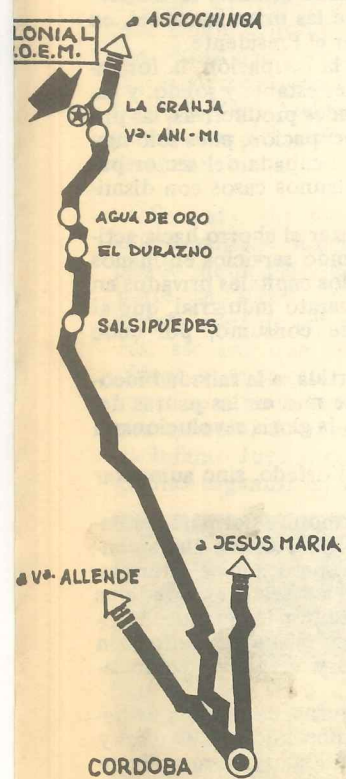 a ASCOCHINGA
LONIAL
.O.E.M.
LA GRANJA
Vª. ANI-MI
AGUA DE ORO
EL DURAZNO
SALSIPUEDES
a JESUS MARIA
a Vª. ALLENDE
CORDOBA